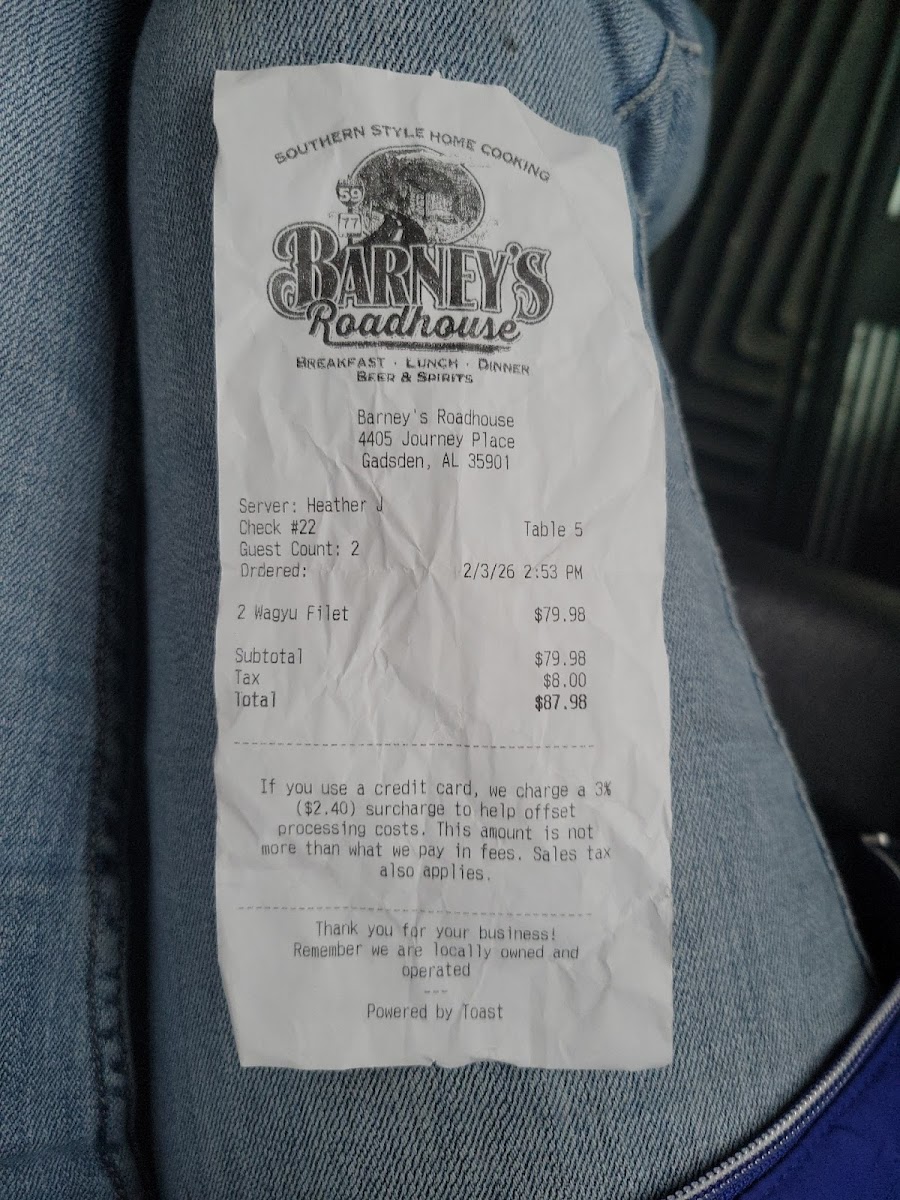 SOUTHERN STYLE HOME COOKING
59
77
BARNEY'S
Roadhouse
BREAKFAST · LUNCH · DINNER
BEER & SPIRITS
Barney's Roadhouse
4405 Journey Place
Gadsden, AL 35901
Server: Heather J
Check #22 Table 5
Guest Count: 2
Ordered: 2/3/26 2:53 PM
2 Wagyu Filet $79.98
Subtotal $79.98
Tax $8.00
Total $87.98
If you use a credit card, we charge a 3%
($2.40) surcharge to help offset
processing costs. This amount is not
more than what we pay in fees. Sales tax
also applies.
Thank you for your business!
Remember we are locally owned and
operated
---
Powered by Toast